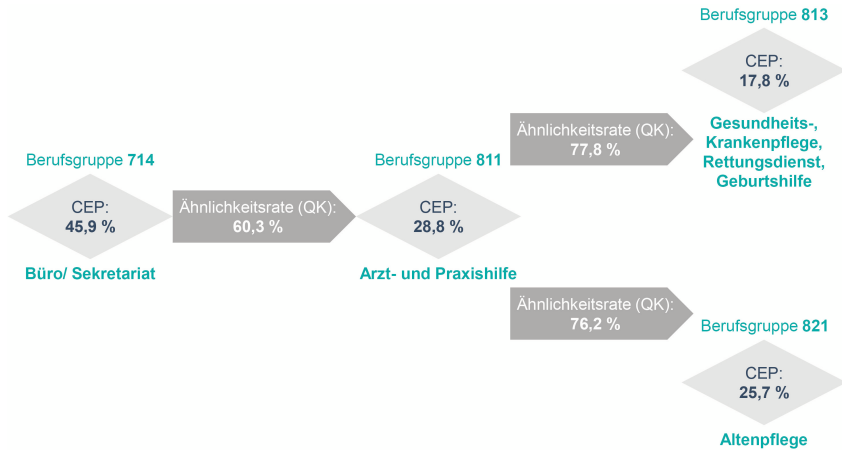 Berufsgruppe 714
CEP:
45,9 %
Büro/ Sekretariat
Ähnlichkeitsrate (QK):
60,3 %
Berufsgruppe 811
CEP:
28,8 %
Arzt- und Praxishilfe
Ähnlichkeitsrate (QK):
77,8 %
Berufsgruppe 813
CEP:
17,8 %
Gesundheits-,
Krankenpflege,
Rettungsdienst,
Geburtshilfe
Ähnlichkeitsrate (QK):
76,2 %
Berufsgruppe 821
CEP:
25,7 %
Altenpflege